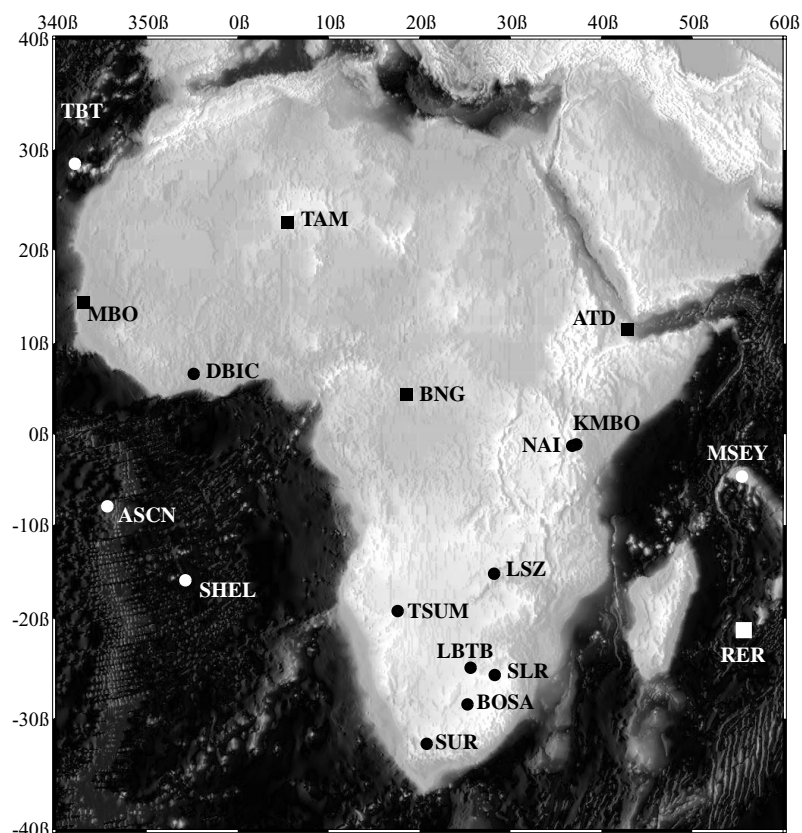 340ß 350ß 0ß 10ß 20ß 30ß 40ß 50ß 60ß
40ß
TBT
30ß
TAM
20ß
MBO
ATD
10ß
DBIC
BNG
KMBO
0ß
NAI
MSEY
ASCN
-10ß
LSZ
SHEL
TSUM
-20ß
RER
LBTB
SLR
BOSA
-30ß
SUR
-40ß